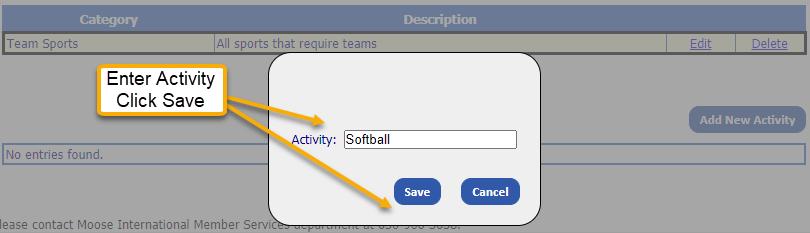 Category Description
Team Sports All sports that require teams Edit Delete
Enter Activity
Click Save
Add New Activity
Activity: Softball
No entries found.
Save Cancel
lease contact Moose International Member Services department at